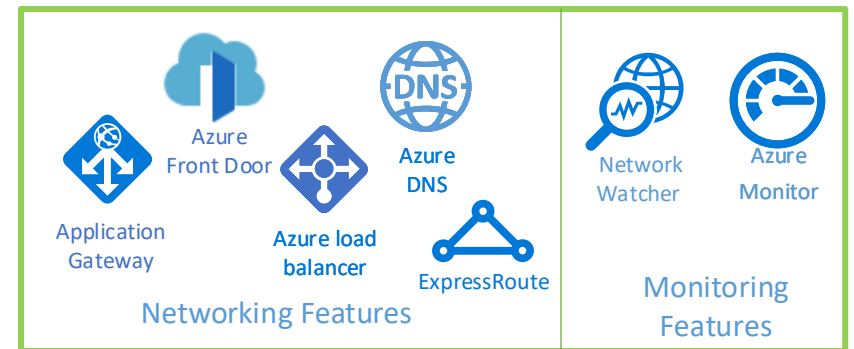 Azure
Front Door
DNS
Azure
DNS
Application
Gateway
Azure load
balancer
ExpressRoute
Networking Features
Network
Watcher
Azure
Monitor
Monitoring
Features